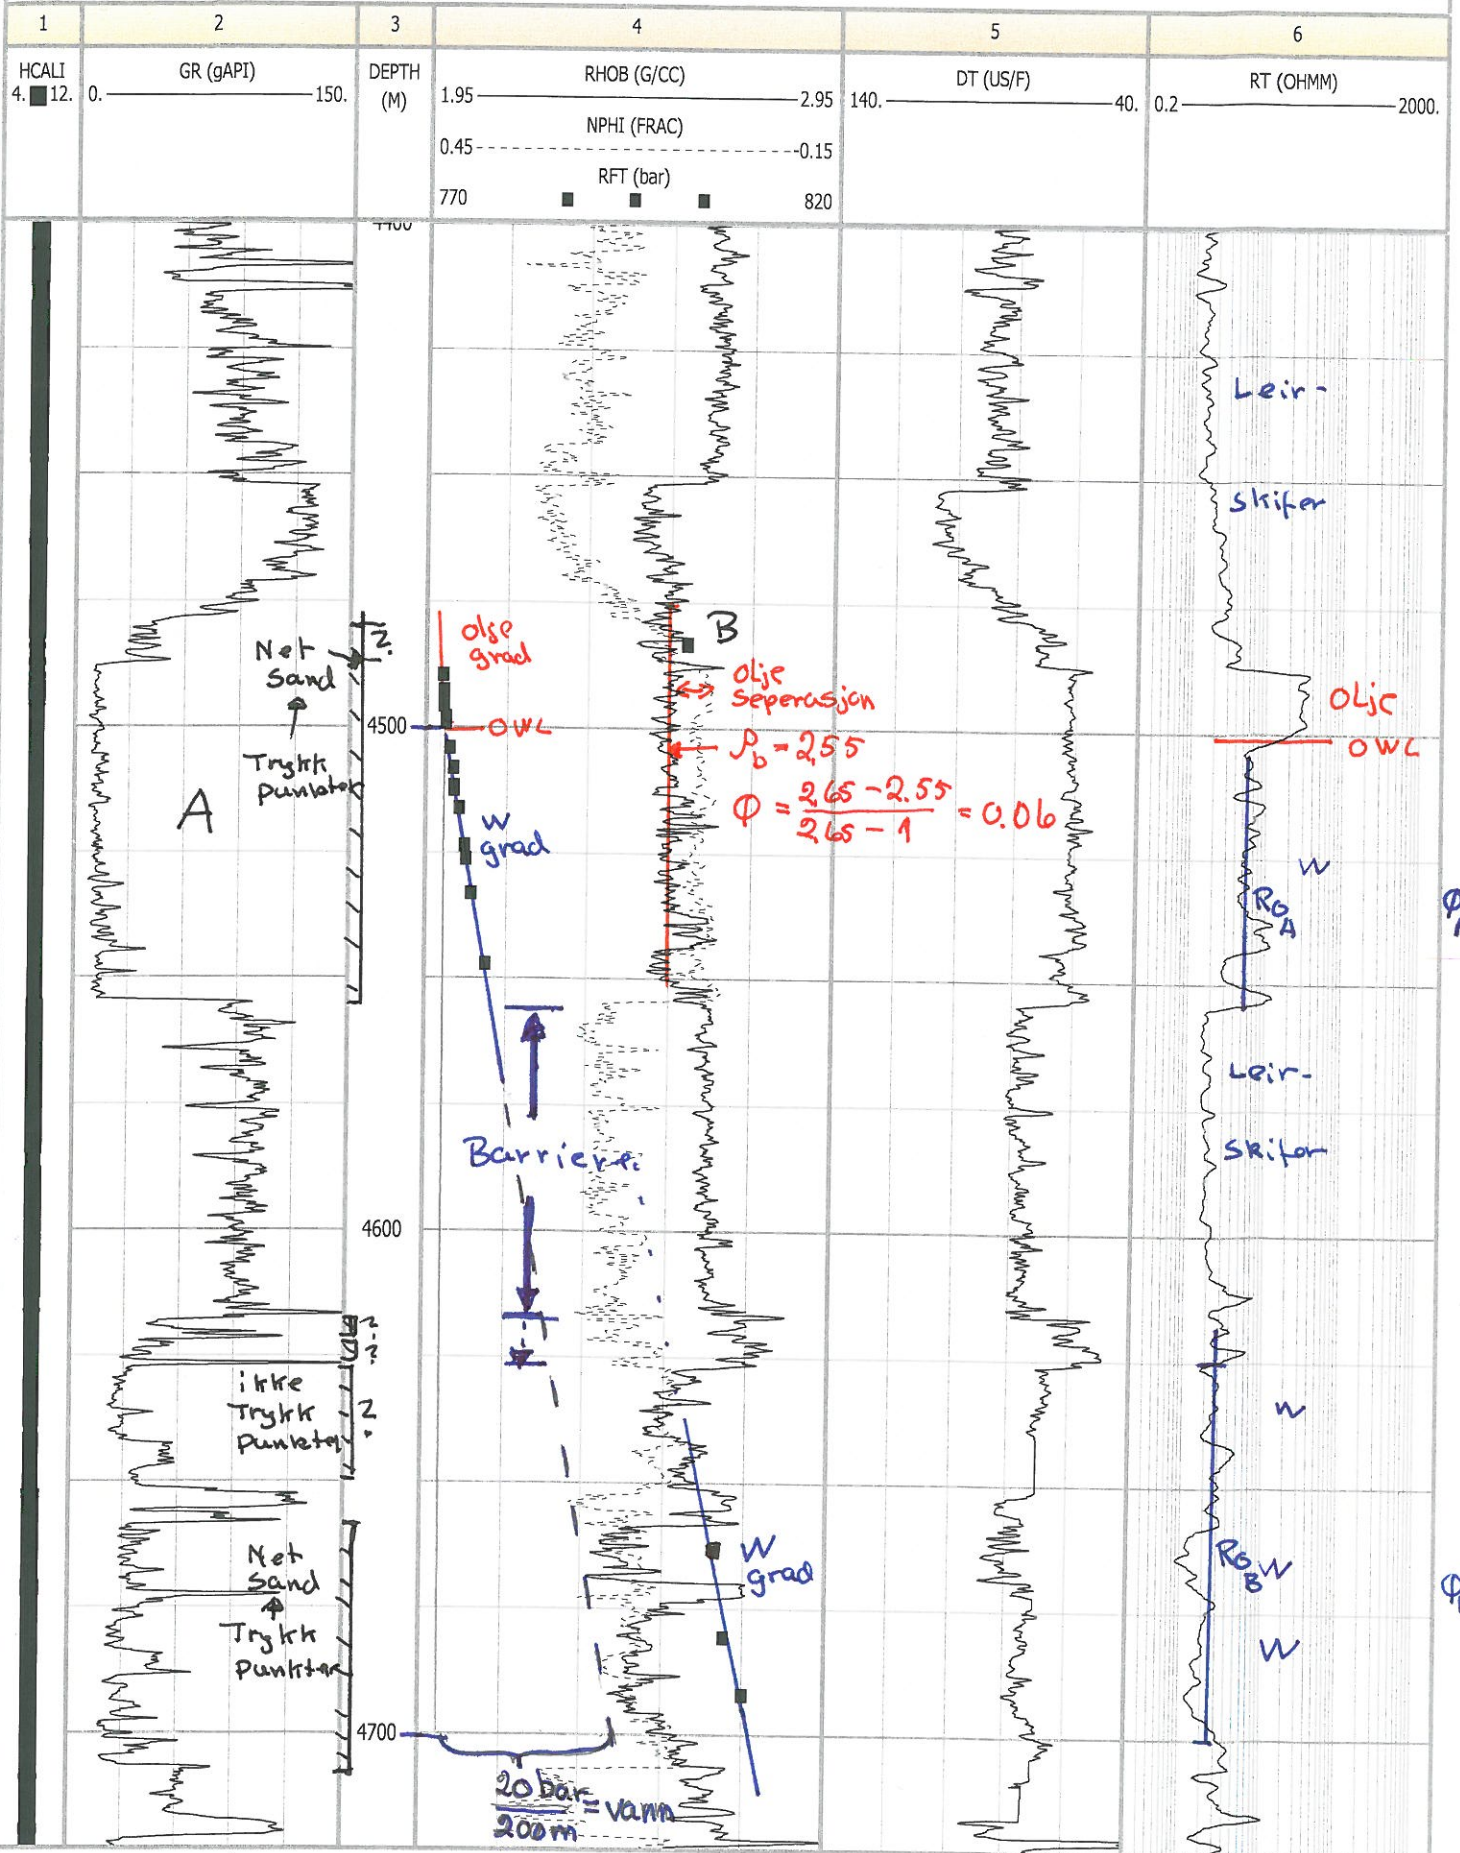 1 2 3 4 5 6
HCALI GR (gAPI) DEPTH RHOB (G/CC) DT (US/F) RT (OHMM)
4. 12. 0. 150. (M) 1.95 2.95 140. 40. 0.2 2000.
NPHI (FRAC)
0.45 -0.15
RFT (bar)
770 820
4400
Leir-
skifer
B
?
Olje
grad
Net
Sand
Olje
seperasjon
Olje
4500
OWL
OWL
ρb = 2,55
Trykk
punkter
A
Φ = 2,65 - 2.55 / 2,65 - 1 = 0.06
W
grad
W
Ro A
Leir-
Barriere.
Skifer
4600
?
?
ikke
Trykk
punkter
?
W
Net
Sand
W
grad
Ro B W
Trykk
Punkter
W
4700
20 bar / 200m = vann